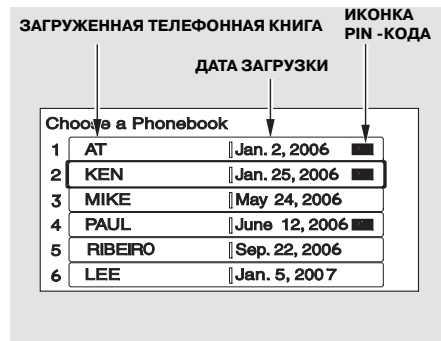 ЗАГРУЖЕННАЯ ТЕЛЕФОННАЯ КНИГА
ИКОНКА
PIN -КОДА
ДАТА ЗАГРУЗКИ
Choose a Phonebook
1 AT Jan. 2, 2006
2 KEN Jan. 25, 2006
3 MIKE May 24, 2006
4 PAUL June 12, 2006
5 RIBEIRO Sep. 22, 2006
6 LEE Jan. 5, 2007